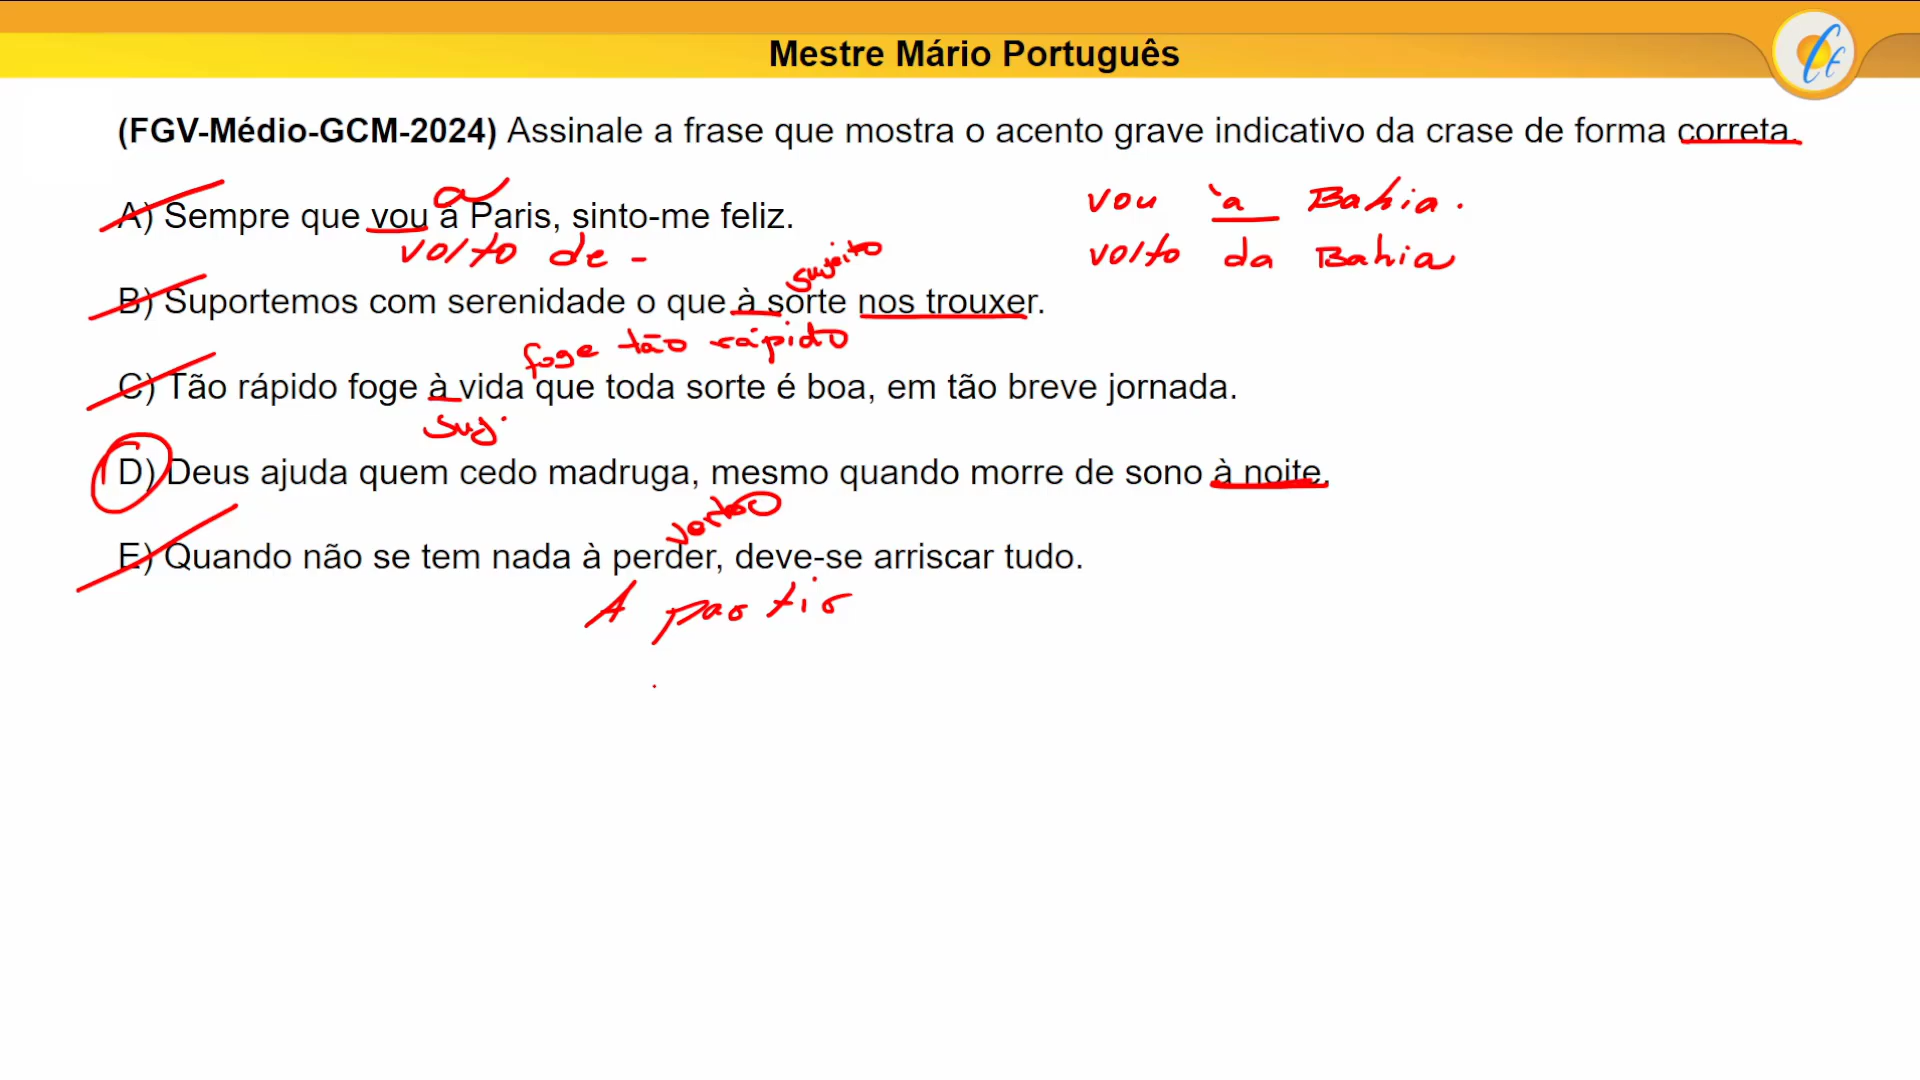 Mestre Mário Português
(FGV-Médio-GCM-2024) Assinale a frase que mostra o acento grave indicativo da crase de forma correta.
a
vou à Bahia.
A) Sempre que vou à Paris, sinto-me feliz.
volto de -
volto da Bahia
sujeito
B) Suportemos com serenidade o que à sorte nos trouxer.
foge tão rápido
C) Tão rápido foge à vida que toda sorte é boa, em tão breve jornada.
suj.
D) Deus ajuda quem cedo madruga, mesmo quando morre de sono à noite.
verbo
E) Quando não se tem nada à perder, deve-se arriscar tudo.
A partir